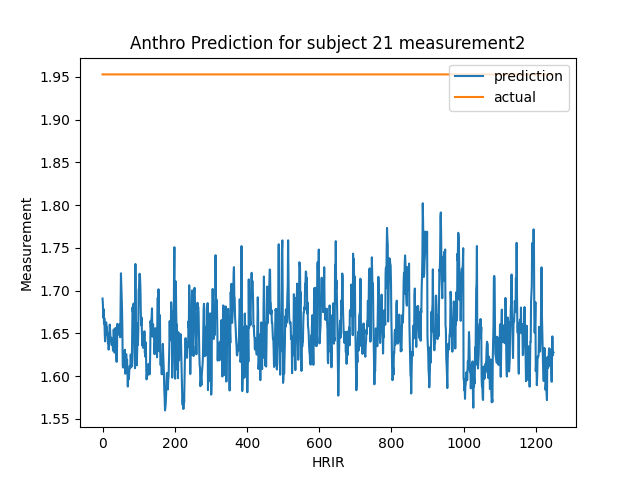 Anthro Prediction for subject 21 measurement2
prediction
actual
1.95
1.90
1.85
1.80
1.75
1.70
1.65
1.60
1.55
Measurement
0 200 400 600 800 1000 1200
HRIR